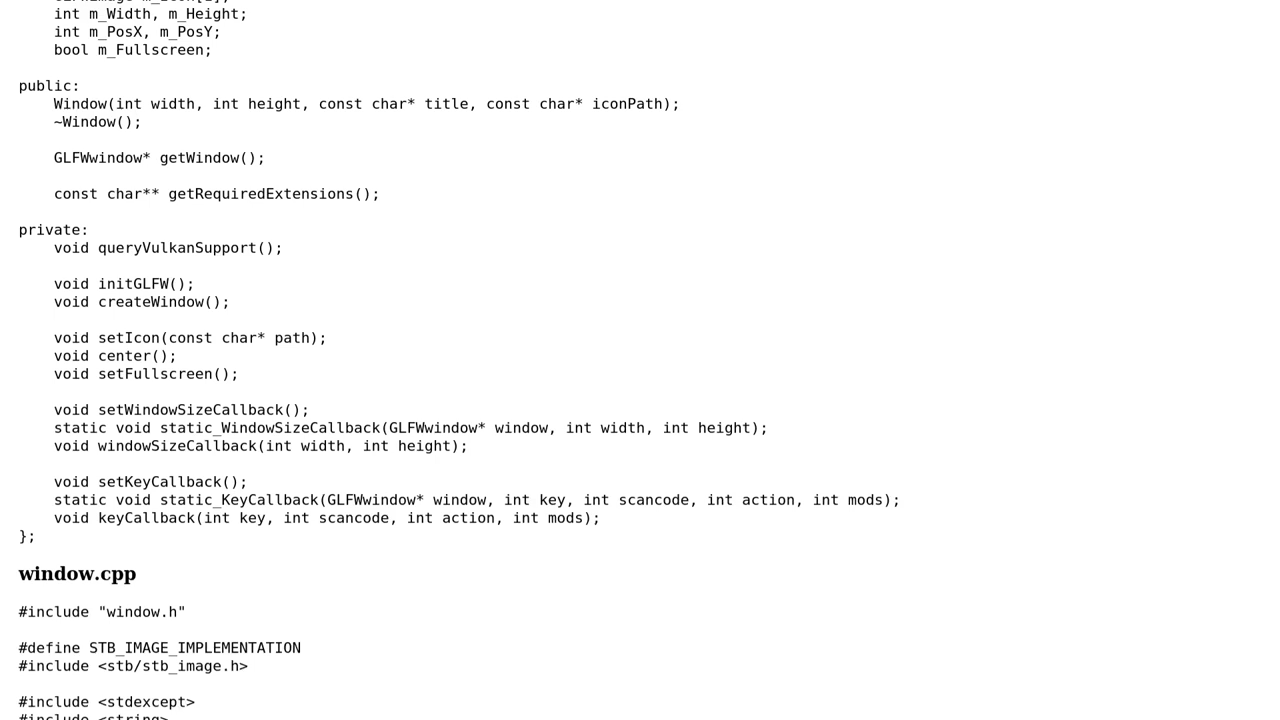 int m_Width, m_Height;
int m_PosX, m_PosY;
bool m_Fullscreen;
public:
Window(int width, int height, const char* title, const char* iconPath);
~Window();
GLFWwindow* getWindow();
const char** getRequiredExtensions();
private:
void queryVulkanSupport();
void initGLFW();
void createWindow();
void setIcon(const char* path);
void center();
void setFullscreen();
void setWindowSizeCallback();
static void static_WindowSizeCallback(GLFWwindow* window, int width, int height);
void windowSizeCallback(int width, int height);
void setKeyCallback();
static void static_KeyCallback(GLFWwindow* window, int key, int scancode, int action, int mods);
void keyCallback(int key, int scancode, int action, int mods);
};
window.cpp
#include "window.h"
#define STB_IMAGE_IMPLEMENTATION
#include <stb/stb_image.h>
#include <stdexcept>
#include <string>